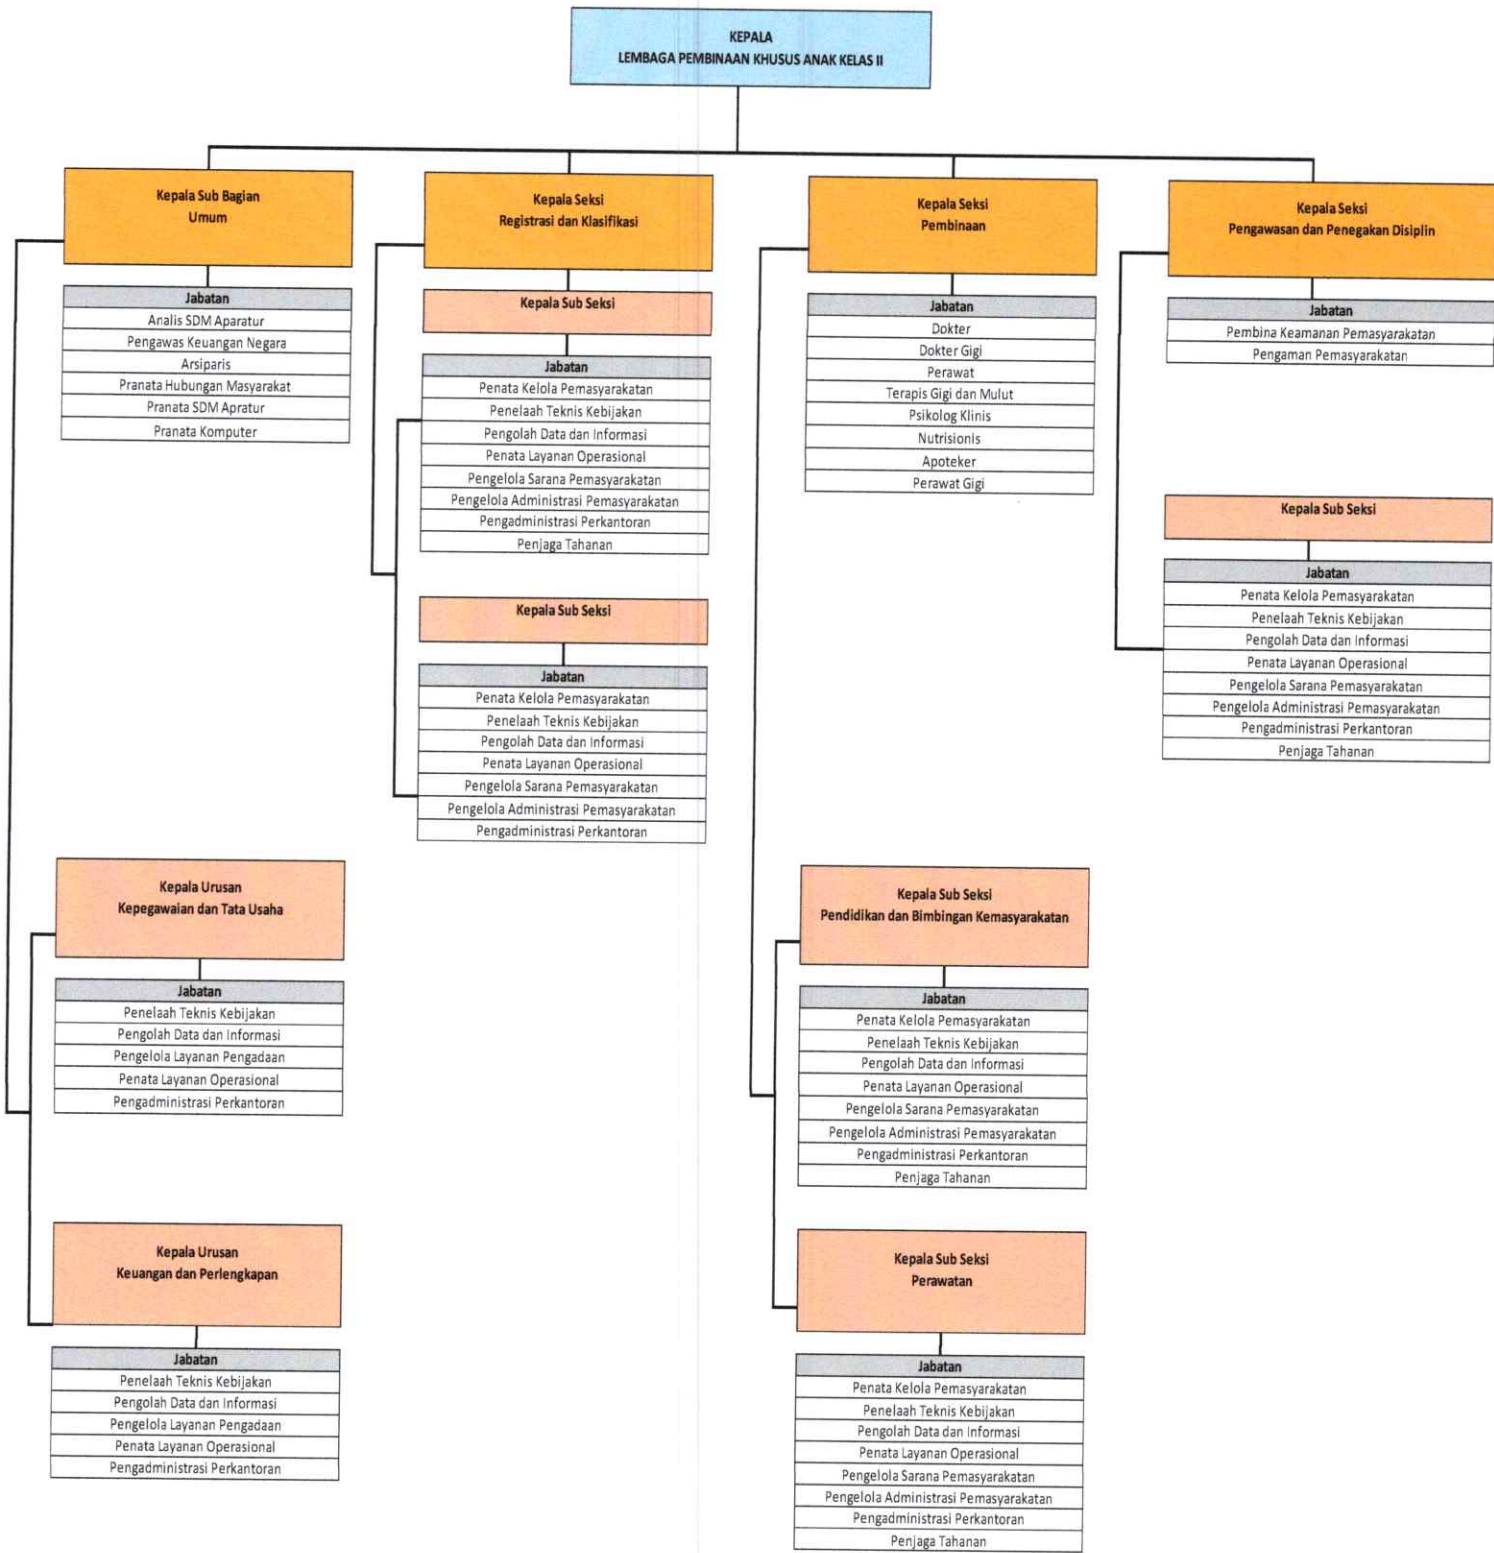 KEPALA
LEMBAGA PEMBINAAN KHUSUS ANAK KELAS II
Kepala Sub Bagian
Umum
Jabatan
Analis SDM Aparatur
Pengawas Keuangan Negara
Arsiparis
Pranata Hubungan Masyarakat
Pranata SDM Apratur
Pranata Komputer
Kepala Urusan
Kepegawaian dan Tata Usaha
Jabatan
Penelaah Teknis Kebijakan
Pengolah Data dan Informasi
Pengelola Layanan Pengadaan
Penata Layanan Operasional
Pengadministrasi Perkantoran
Kepala Urusan
Keuangan dan Perlengkapan
Jabatan
Penelaah Teknis Kebijakan
Pengolah Data dan Informasi
Pengelola Layanan Pengadaan
Penata Layanan Operasional
Pengadministrasi Perkantoran
Kepala Seksi
Registrasi dan Klasifikasi
Kepala Sub Seksi
Jabatan
Penata Kelola Pemasyarakatan
Penelaah Teknis Kebijakan
Pengolah Data dan Informasi
Penata Layanan Operasional
Pengelola Sarana Pemasyarakatan
Pengelola Administrasi Pemasyarakatan
Pengadministrasi Perkantoran
Penjaga Tahanan
Kepala Sub Seksi
Jabatan
Penata Kelola Pemasyarakatan
Penelaah Teknis Kebijakan
Pengolah Data dan Informasi
Penata Layanan Operasional
Pengelola Sarana Pemasyarakatan
Pengelola Administrasi Pemasyarakatan
Pengadministrasi Perkantoran
Kepala Seksi
Pembinaan
Jabatan
Dokter
Dokter Gigi
Perawat
Terapis Gigi dan Mulut
Psikolog Klinis
Nutrisionis
Apoteker
Perawat Gigi
Kepala Sub Seksi
Pendidikan dan Bimbingan Kemasyarakatan
Jabatan
Penata Kelola Pemasyarakatan
Penelaah Teknis Kebijakan
Pengolah Data dan Informasi
Penata Layanan Operasional
Pengelola Sarana Pemasyarakatan
Pengelola Administrasi Pemasyarakatan
Pengadministrasi Perkantoran
Penjaga Tahanan
Kepala Sub Seksi
Perawatan
Jabatan
Penata Kelola Pemasyarakatan
Penelaah Teknis Kebijakan
Pengolah Data dan Informasi
Penata Layanan Operasional
Pengelola Sarana Pemasyarakatan
Pengelola Administrasi Pemasyarakatan
Pengadministrasi Perkantoran
Penjaga Tahanan
Kepala Seksi
Pengawasan dan Penegakan Disiplin
Jabatan
Pembina Keamanan Pemasyarakatan
Pengaman Pemasyarakatan
Kepala Sub Seksi
Jabatan
Penata Kelola Pemasyarakatan
Penelaah Teknis Kebijakan
Pengolah Data dan Informasi
Penata Layanan Operasional
Pengelola Sarana Pemasyarakatan
Pengelola Administrasi Pemasyarakatan
Pengadministrasi Perkantoran
Penjaga Tahanan